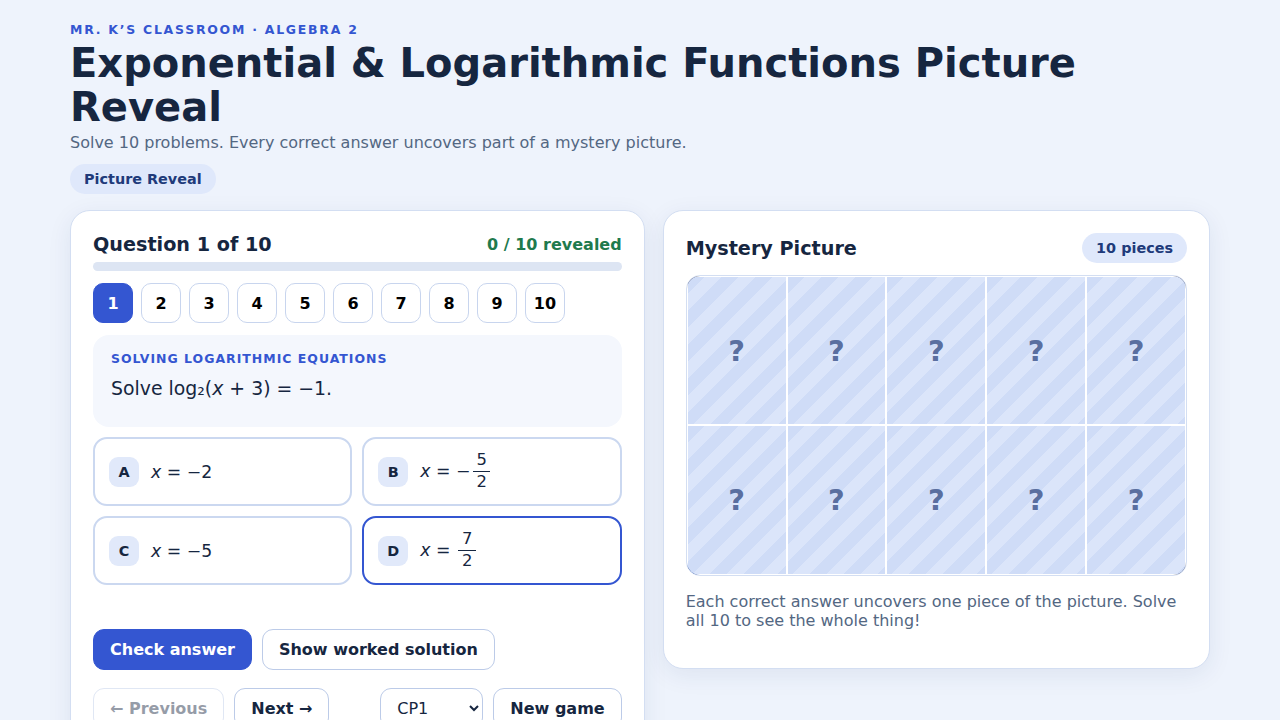 MR. K’S CLASSROOM · ALGEBRA 2
Exponential & Logarithmic Functions Picture
Reveal
Solve 10 problems. Every correct answer uncovers part of a mystery picture.
Picture Reveal
Question 1 of 10
0 / 10 revealed
1 2 3 4 5 6 7 8 9 10
SOLVING LOGARITHMIC EQUATIONS
Solve log₂(x + 3) = −1.
A x = −2
B x = −5/2
C x = −5
D x = 7/2
Check answer
Show worked solution
← Previous
Next →
CP1
New game
Mystery Picture
10 pieces
? ? ? ? ?
? ? ? ? ?
Each correct answer uncovers one piece of the picture. Solve
all 10 to see the whole thing!